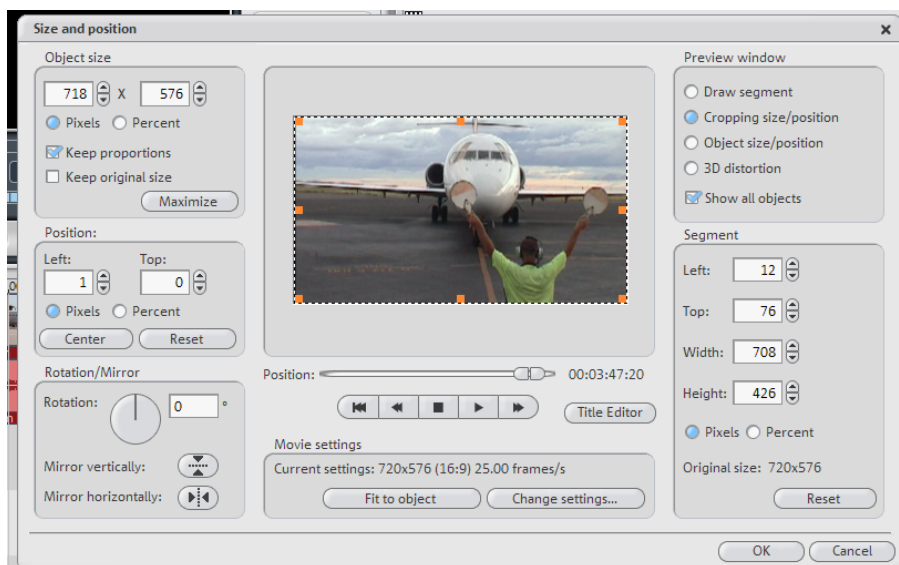 Size and position
Object size
718 X 576
Pixels Percent
Keep proportions
Keep original size
Maximize
Position:
Left: Top:
1 0
Pixels Percent
Center Reset
Rotation/Mirror
Rotation: 0 °
Mirror vertically:
Mirror horizontally:
Position: 00:03:47:20
Title Editor
Movie settings
Current settings: 720x576 (16:9) 25.00 frames/s
Fit to object Change settings...
Preview window
Draw segment
Cropping size/position
Object size/position
3D distortion
Show all objects
Segment
Left: 12
Top: 76
Width: 708
Height: 426
Pixels Percent
Original size: 720x576
Reset
OK Cancel